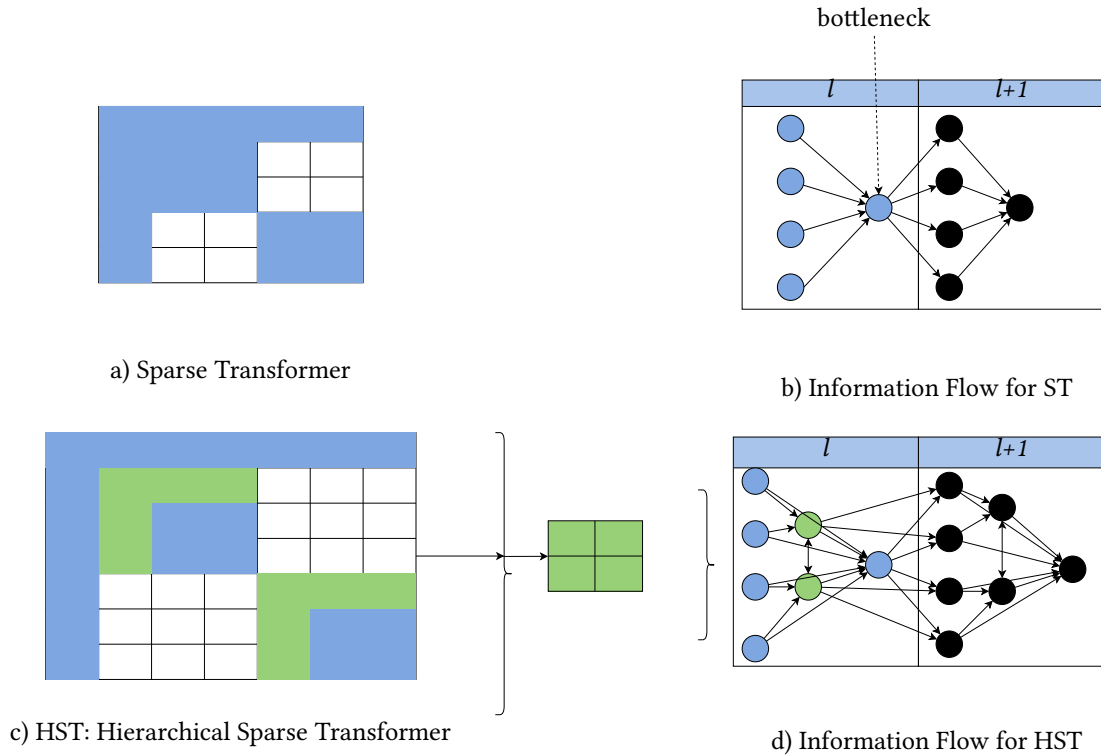 bottleneck
l l+1
a) Sparse Transformer
b) Information Flow for ST
l l+1
c) HST: Hierarchical Sparse Transformer
d) Information Flow for HST